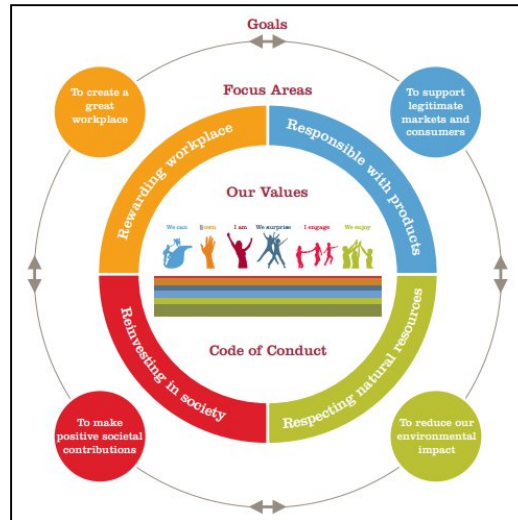 Goals
To create a
great
workplace
To support
legitimate
markets and
consumers
Focus Areas
Rewarding workplace
Responsible with products
Our Values
We can
I own
I am
We surprise
I engage
We enjoy
Code of Conduct
Reinvesting in society
Respecting natural resources
To make
positive societal
contributions
To reduce our
environmental
impact